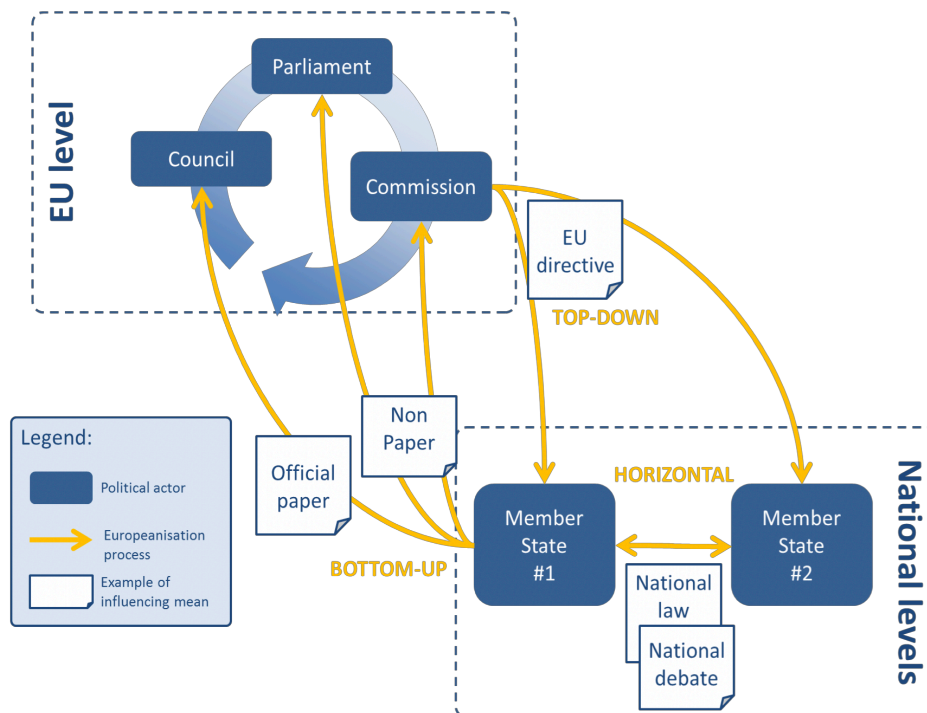 EU level
Parliament
Council
Commission
EU
directive
TOP-DOWN
Legend:
Political actor
Europeanisation
process
Example of
influencing mean
Official
paper
Non
Paper
BOTTOM-UP
HORIZONTAL
Member
State
#1
Member
State
#2
National
law
National
debate
National levels